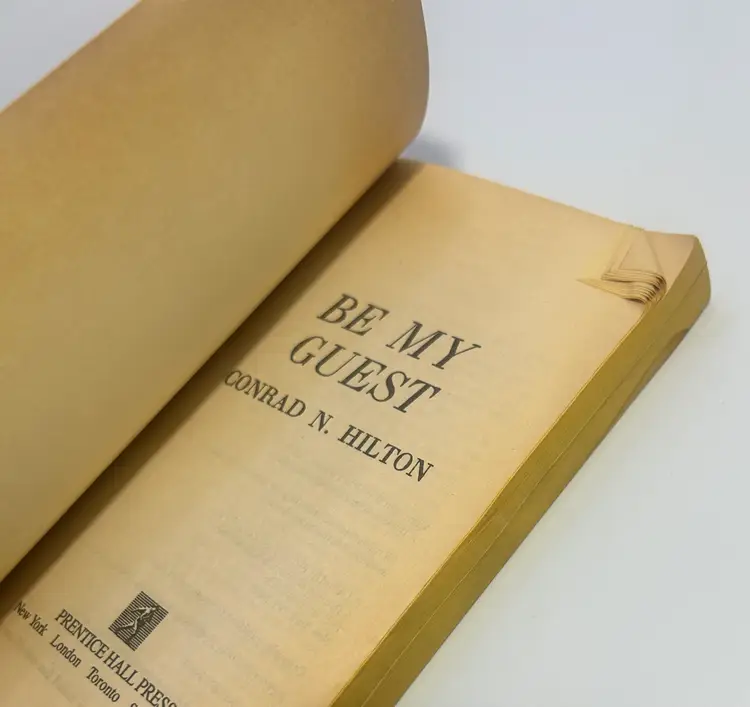 BE MY
GUEST
CONRAD N. HILTON
PRENTICE HALL PRESS
New York London Toronto